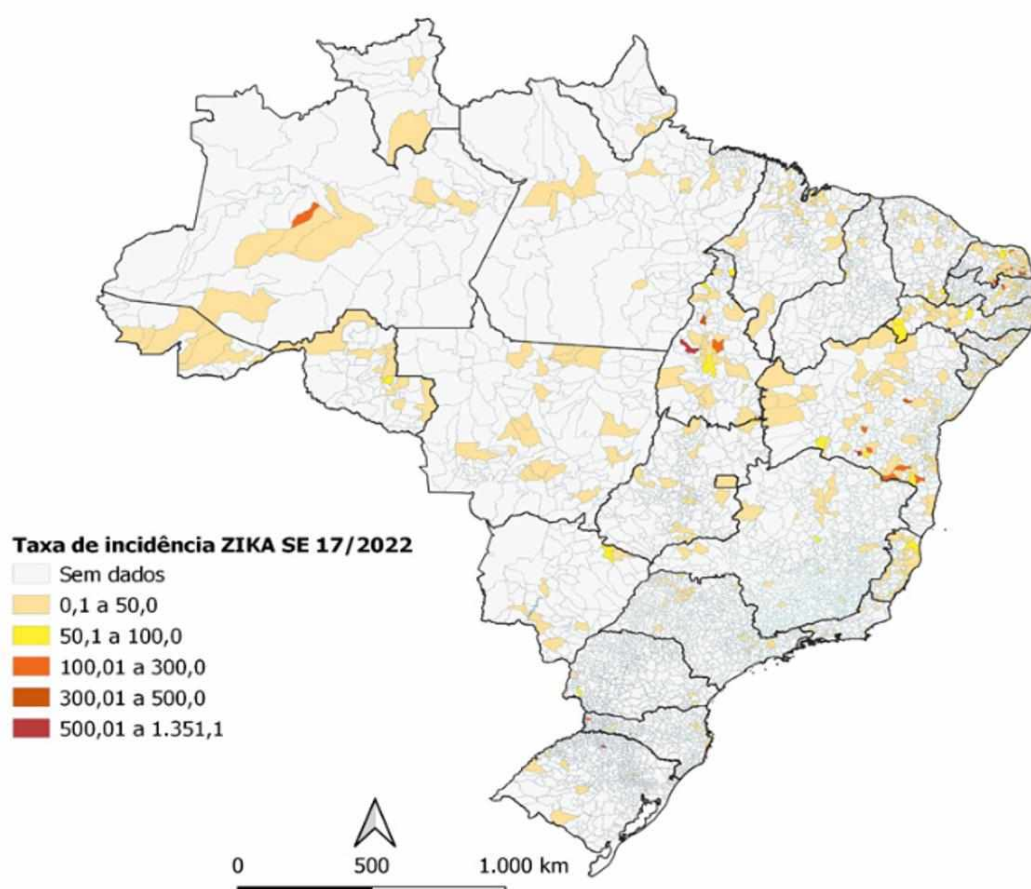 Taxa de incidência ZIKA SE 17/2022
Sem dados
0,1 a 50,0
50,1 a 100,0
100,01 a 300,0
300,01 a 500,0
500,01 a 1.351,1
0 500 1.000 km